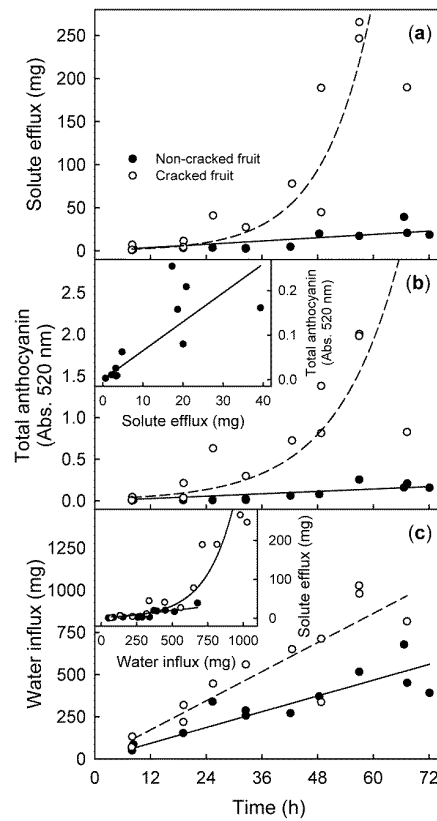 250
200
150
100
50
0
Solute efflux (mg)
(a)
Non-cracked fruit
Cracked fruit
2.5
2.0
1.5
1.0
0.5
0.0
Total anthocyanin
(Abs. 520 nm)
(b)
0.2
0.1
0.0
Total anthocyanin
(Abs. 520 nm)
0 10 20 30 40
Solute efflux (mg)
1250
1000
750
500
250
0
Water influx (mg)
(c)
200
100
0
Solute efflux (mg)
0 250 500 750 1000
Water influx (mg)
0 12 24 36 48 60 72
Time (h)